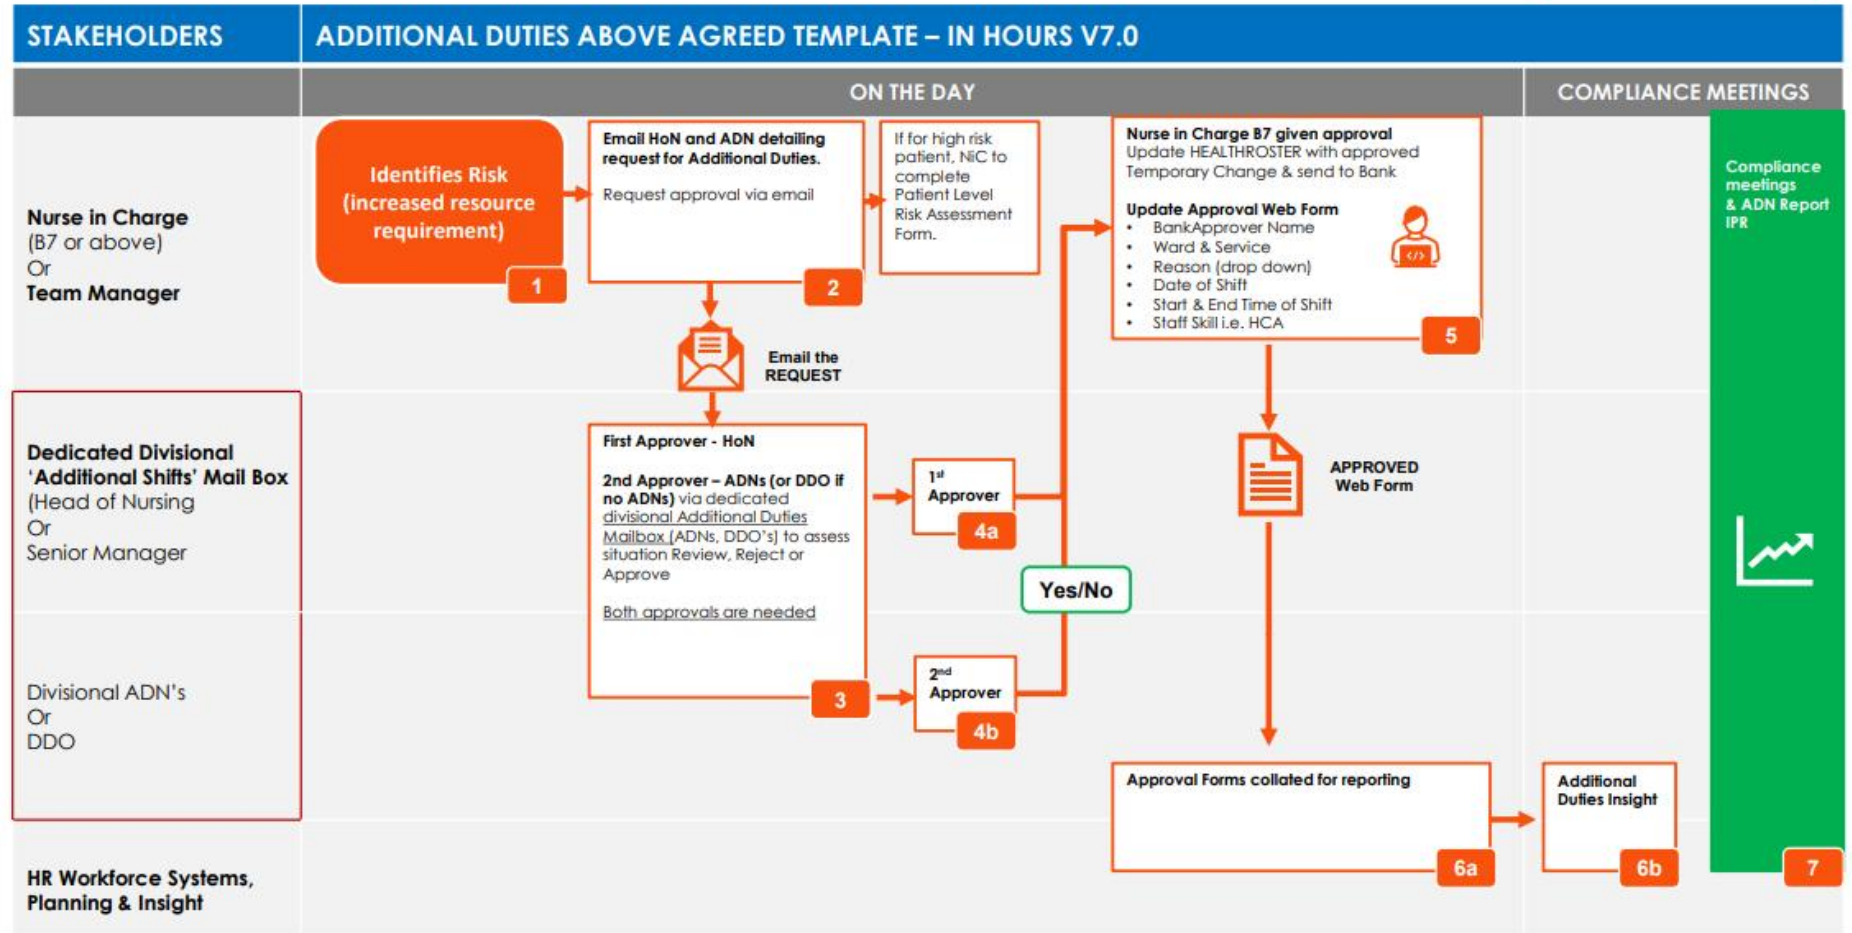 STAKEHOLDERS
ADDITIONAL DUTIES ABOVE AGREED TEMPLATE – IN HOURS V7.0
ON THE DAY
COMPLIANCE MEETINGS
Nurse in Charge
(B7 or above)
Or
Team Manager
Identifies Risk
(increased resource
requirement)
1
Email HoN and ADN detailing
request for Additional Duties.
Request approval via email
2
If for high risk
patient, NiC to
complete
Patient Level
Risk Assessment
Form.
Nurse in Charge B7 given approval
Update HEALTHROSTER with approved
Temporary Change & send to Bank
Update Approval Web Form
• BankApprover Name
• Ward & Service
• Reason (drop down)
• Date of Shift
• Start & End Time of Shift
• Staff Skill i.e. HCA
</>
5
Compliance
meetings
& ADN Report
IPR
Email the
REQUEST
Dedicated Divisional
‘Additional Shifts’ Mail Box
(Head of Nursing
Or
Senior Manager
First Approver - HoN
2nd Approver – ADNs (or DDO if
no ADNs) via dedicated
divisional Additional Duties
Mailbox (ADNs, DDO’s) to assess
situation Review, Reject or
Approve
Both approvals are needed
3
1st
Approver
4a
Yes/No
2nd
Approver
4b
APPROVED
Web Form
Divisional ADN’s
Or
DDO
Approval Forms collated for reporting
6a
Additional
Duties Insight
6b
7
HR Workforce Systems,
Planning & Insight